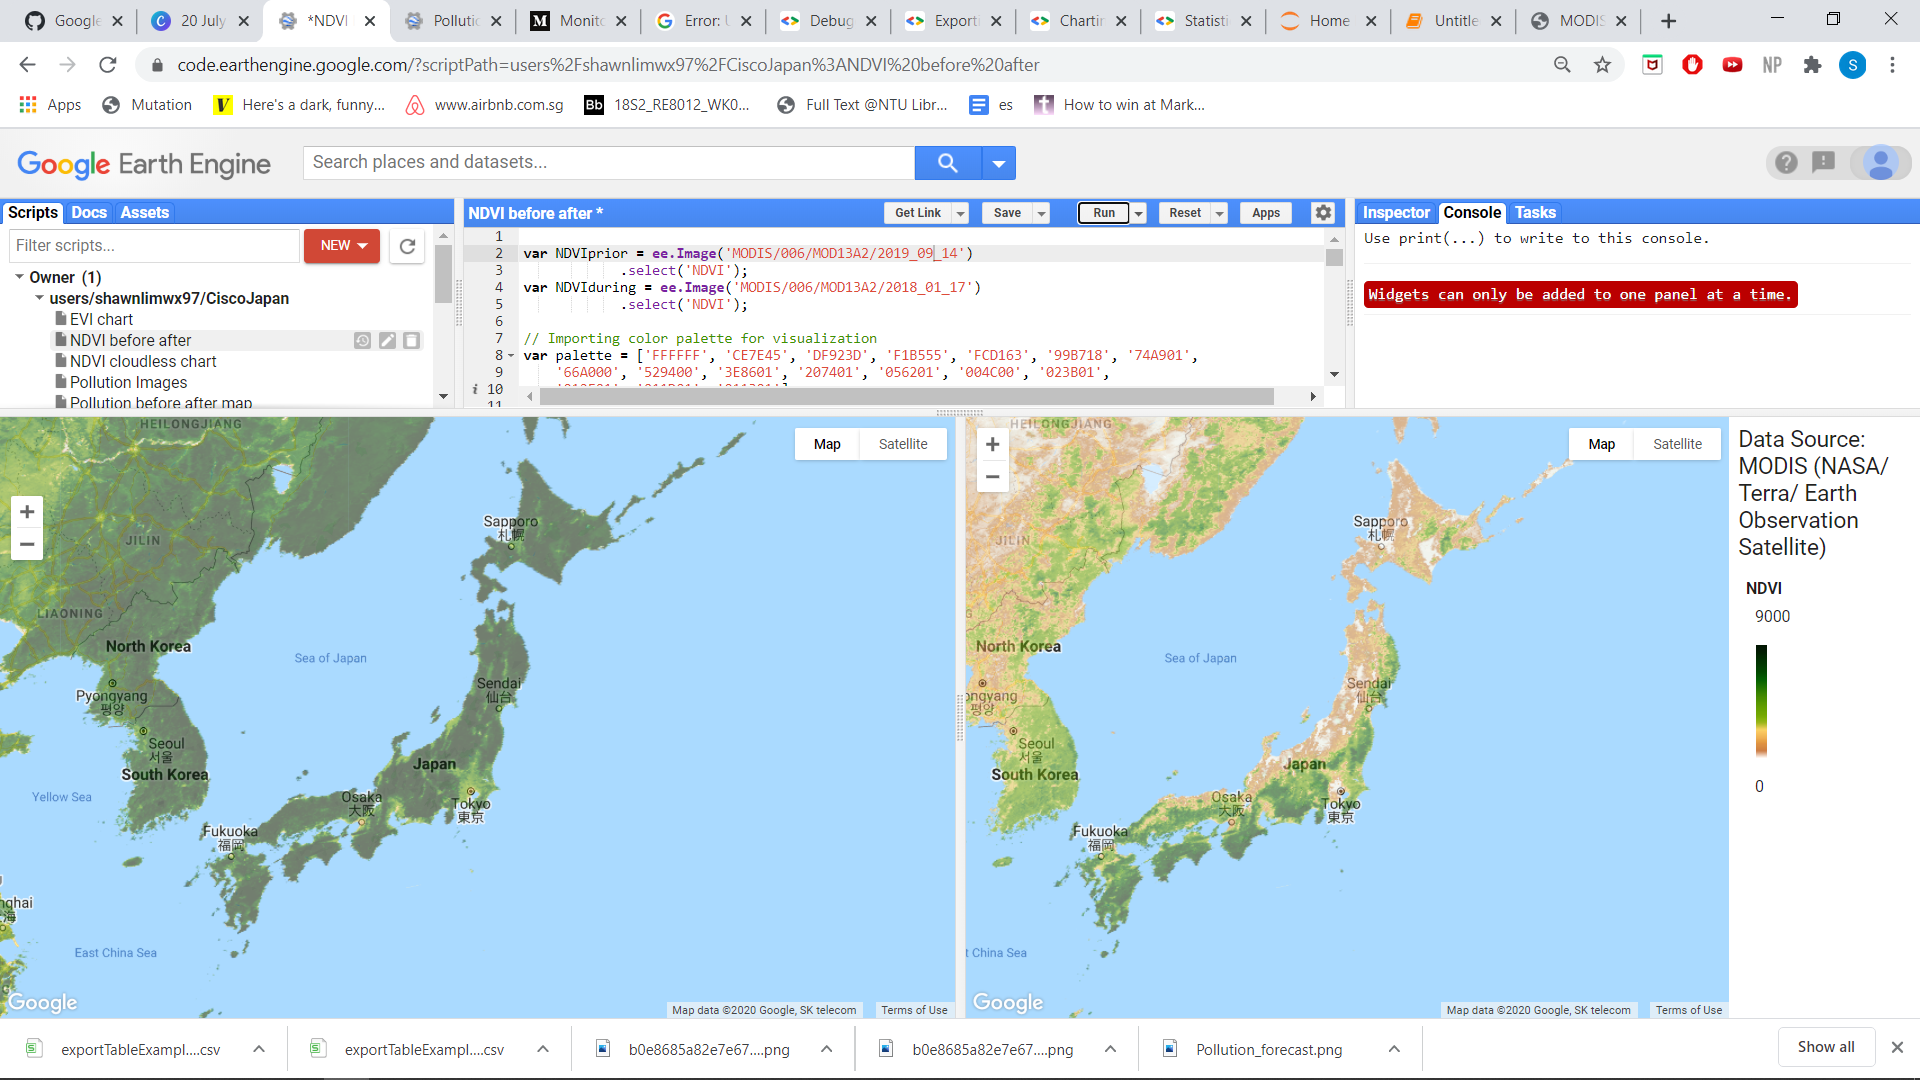 Google
20 July
*NDVI
Pollutic
Monito
Error: U
Debug
Exporti
Chartin
Statisti
Home
Untitle
MODIS
code.earthengine.google.com/?scriptPath=users%2Fshawnlimwx97%2FCiscoJapan%3ANDVI%20before%20after
NP
S
Apps
Mutation
Here's a dark, funny...
www.airbnb.com.sg
Bb
18S2_RE8012_WK0...
Full Text @NTU Libr...
es
How to win at Mark...
Google Earth Engine
Search places and datasets...
Scripts
Docs
Assets
NDVI before after *
Get Link
Save
Run
Reset
Apps
Inspector
Console
Tasks
Filter scripts...
NEW
Owner (1)
users/shawnlimwx97/CiscoJapan
EVI chart
NDVI before after
NDVI cloudless chart
Pollution Images
Pollution before after map
1
2 var NDVIprior = ee.Image('MODIS/006/MOD13A2/2019_09_14')
3 .select('NDVI');
4 var NDVIduring = ee.Image('MODIS/006/MOD13A2/2018_01_17')
5 .select('NDVI');
6
7 // Importing color palette for visualization
8 var palette = ['FFFFFF', 'CE7E45', 'DF923D', 'F1B555', 'FCD163', '99B718', '74A901',
9 '66A000', '529400', '3E8601', '207401', '056201', '004C00', '023B01',
10
11
Use print(...) to write to this console.
Widgets can only be added to one panel at a time.
HEILONGJIANG
Map
Satellite
JILIN
Sapporo
札幌
LIAONING
North Korea
Sea of Japan
Pyongyang
평양
Sendai
仙台
Seoul
서울
South Korea
Japan
Yellow Sea
Osaka
大阪
Tokyo
東京
Fukuoka
福岡
nghai
海
East China Sea
Google
Map data ©2020 Google, SK telecom
Terms of Use
HEILONGJIANG
Map
Satellite
JILIN
Sapporo
札幌
North Korea
Sea of Japan
ongyang
평양
Sendai
仙台
Seoul
서울
South Korea
Japan
Osaka
大阪
Tokyo
東京
Fukuoka
福岡
t China Sea
Google
Map data ©2020 Google, SK telecom
Terms of Use
Data Source:
MODIS (NASA/
Terra/ Earth
Observation
Satellite)
NDVI
9000
0
exportTableExampl....csv
exportTableExampl....csv
b0e8685a82e7e67....png
b0e8685a82e7e67....png
Pollution_forecast.png
Show all